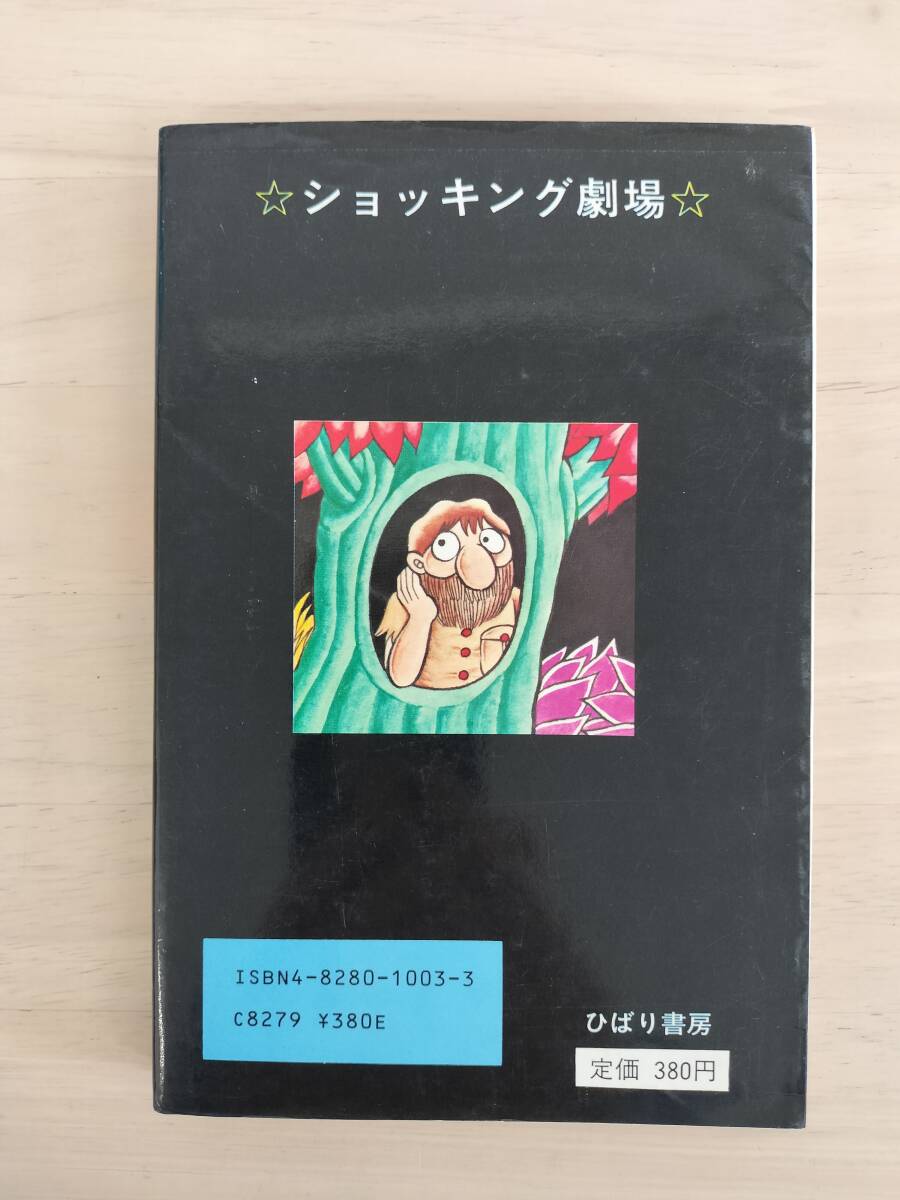 ☆ショッキング劇場☆
ISBN4-8280-1003-3
C8279 ¥380E
ひばり書房
定価 380円